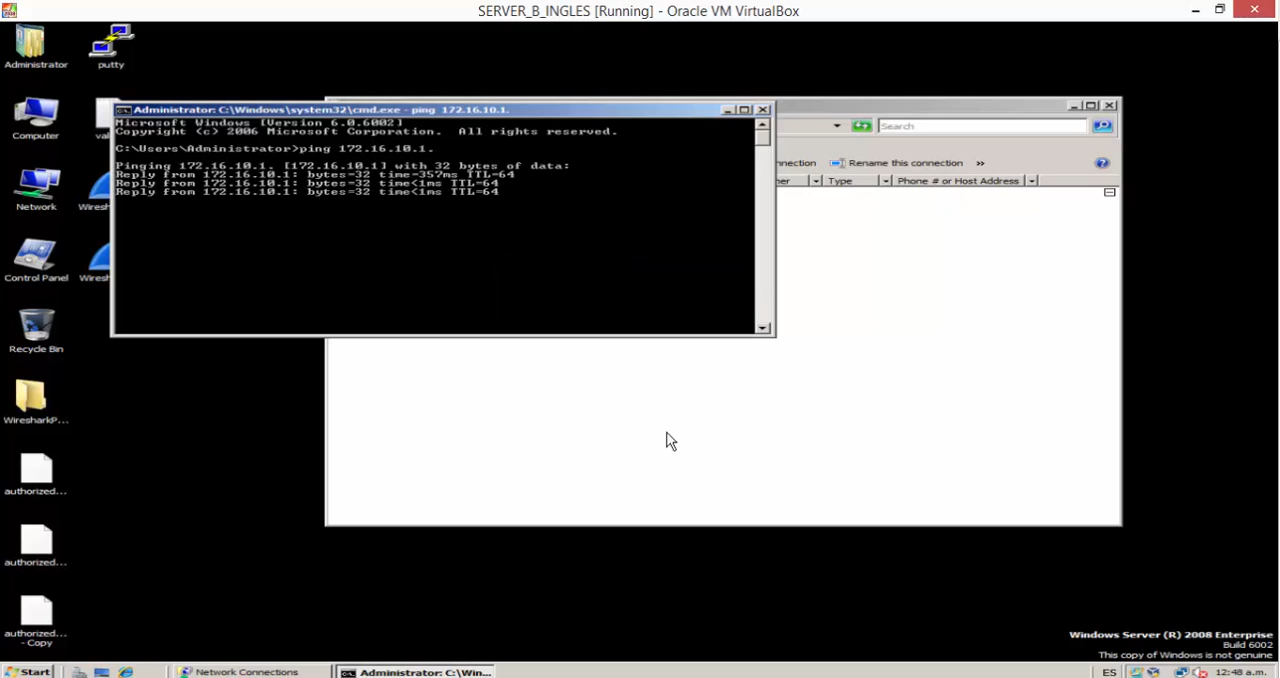 SERVER_B_INGLES [Running] - Oracle VM VirtualBox
Administrator
putty
Administrator: C:\Windows\system32\cmd.exe - ping 172.16.10.1.
Microsoft Windows [Version 6.0.6002]
Copyright (c) 2006 Microsoft Corporation. All rights reserved.
C:\Users\Administrator>ping 172.16.10.1.
Pinging 172.16.10.1. [172.16.10.1] with 32 bytes of data:
Reply from 172.16.10.1: bytes=32 time=357ms TTL=64
Reply from 172.16.10.1: bytes=32 time<1ms TTL=64
Reply from 172.16.10.1: bytes=32 time<1ms TTL=64
Search
nnection Rename this connection »
ner Type Phone # or Host Address
Computer
val
Network
Wiresh
Control Panel
Wiresh
Recycle Bin
WiresharkP...
authorized...
authorized...
authorized...
- Copy
Windows Server (R) 2008 Enterprise
Build 6002
This copy of Windows is not genuine
Start
Network Connections
Administrator: C:\Win...
ES
12:48 a.m.